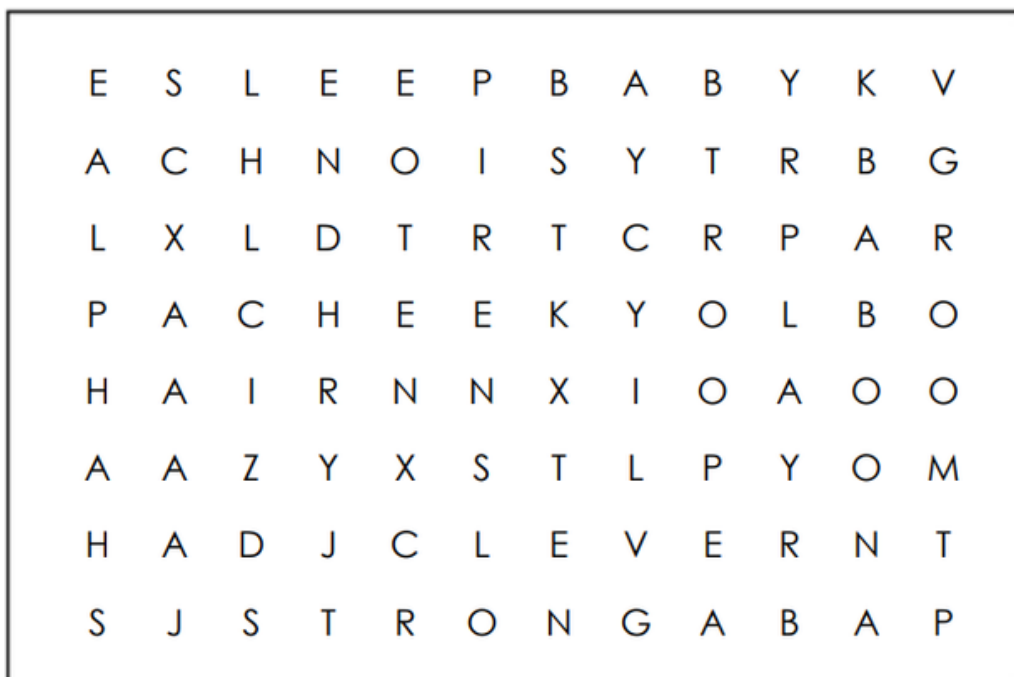 E S L E E P B A B Y K V
A C H N O I S Y T R B G
L X L D T R T C R P A R
P A C H E E K Y O L B O
H A I R N N X I O A O O
A A Z Y X S T L P Y O M
H A D J C L E V E R N T
S J S T R O N G A B A P